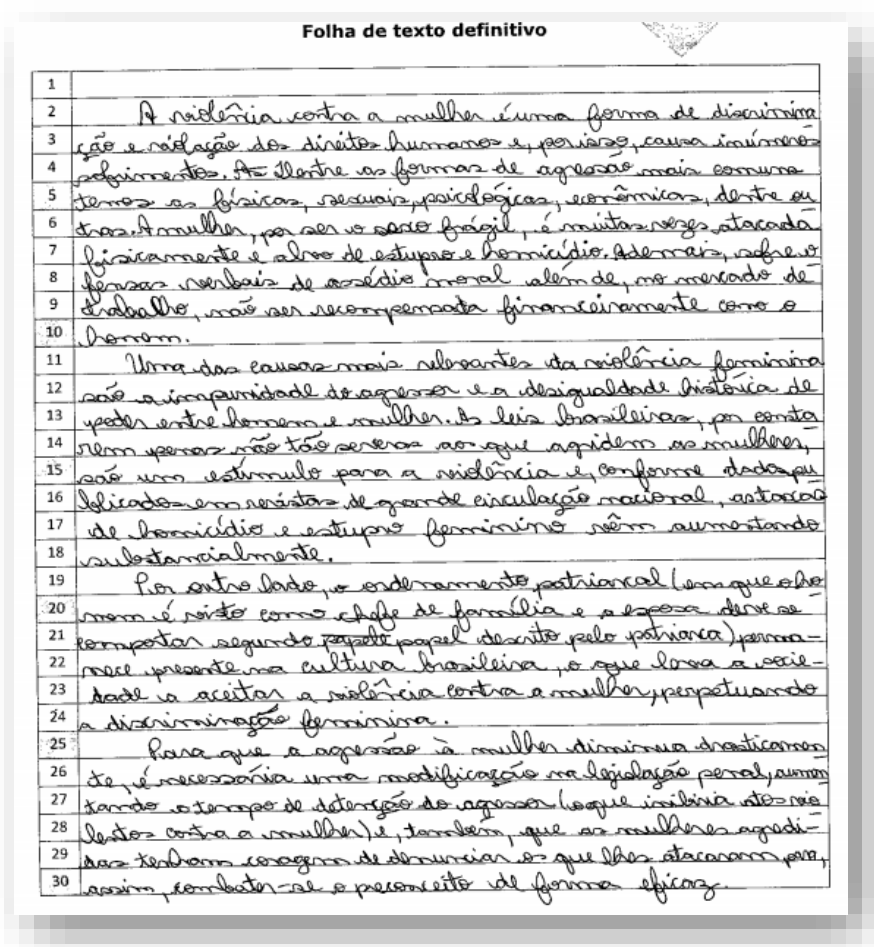 Folha de texto definitivo
1
2 A violência contra a mulher é uma forma de discrimina
3 ção e violação dos direitos humanos e, por isso, causa inúmeros
4 sofrimentos. As Dentre as formas de agressão mais comuns
5 temos as físicas, sexuais, psicológicas, econômicas, dentre ou
6 tras. A mulher, por ser o sexo frágil, é muitas vezes atacada
7 fisicamente e alvo de estupro e homicídio. Ademais, sofre o
8 fensas verbais de assédio moral além de, no mercado de
9 trabalho, não ser recompensada financeiramente como o
10 homem.
11 Uma das causas mais relevantes da violência feminina
12 são a impunidade do agressor e a desigualdade histórica de
13 poder entre homem e mulher. As leis brasileiras, por consta
14 rem penas não tão severas aos que agridem as mulheres,
15 são um estímulo para a violência e, conforme dados pu
16 blicados em revistas de grande circulação nacional, as taxas
17 de homicídio e estupro feminino vêm aumentando
18 substancialmente.
19 Por outro lado, o ordenamento patriarcal (em que o ho
20 mem é visto como chefe de família e a esposa deve se
21 comportar segundo papel papel descrito pelo patriarca) perma-
22 nece presente na cultura brasileira, o que leva a socie-
23 dade a aceitar a violência contra a mulher, perpetuando
24 a discriminação feminina.
25 Para que a agressão à mulher diminua drasticamen
26 te, é necessária uma modificação na legislação penal, aumen
27 tando o tempo de detenção do agressor (o que inibiria atos vio
28 lentos contra a mulher) e, também, que as mulheres agredi-
29 das tenham coragem de denunciar os que lhes atacaram para,
30 assim, combater-se o preconceito de forma eficaz.